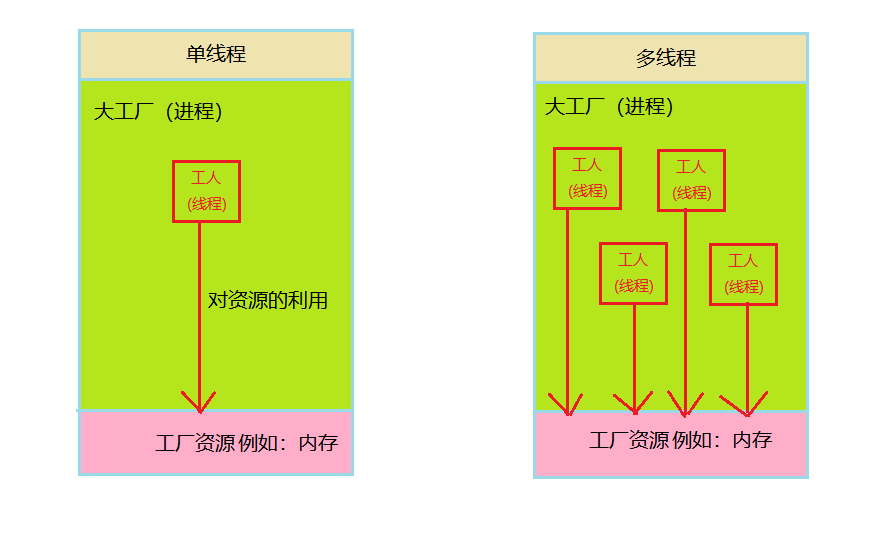 单线程
大工厂（进程）
工人
(线程)
对资源的利用
工厂资源 例如：内存
多线程
大工厂（进程）
工人
(线程)
工人
(线程)
工人
(线程)
工人
(线程)
工厂资源 例如：内存